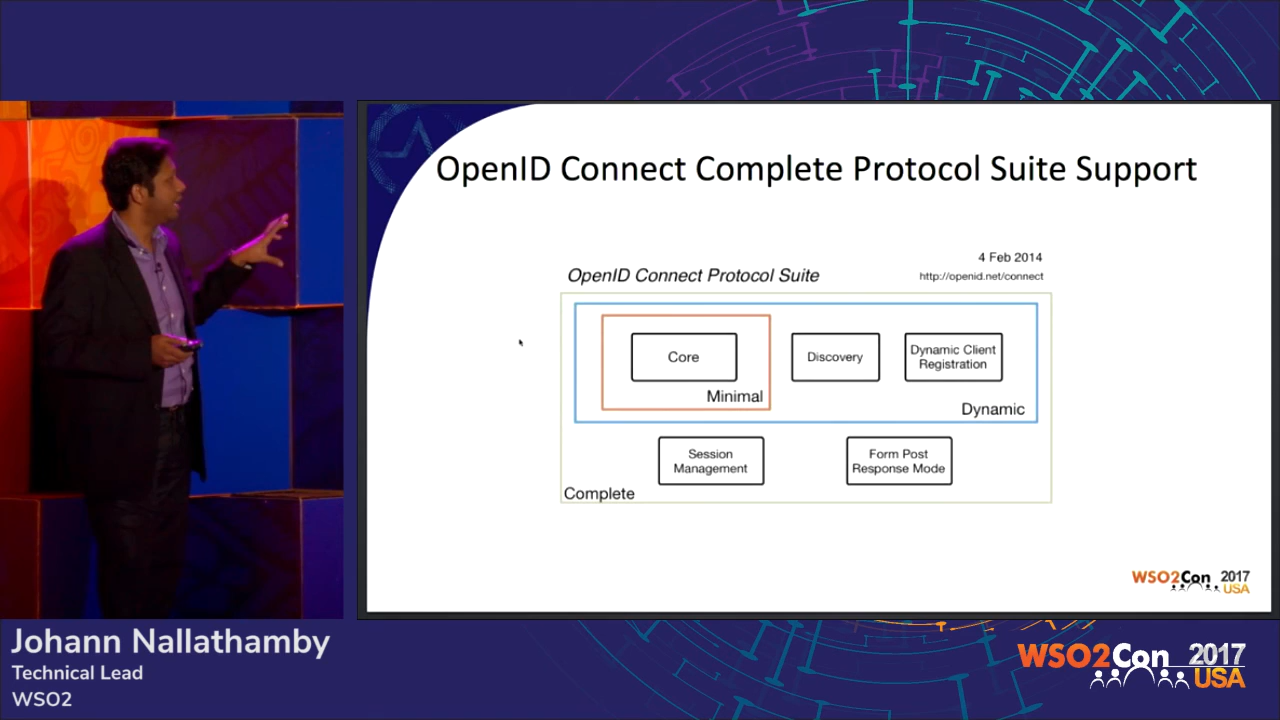 OpenID Connect Complete Protocol Suite Support
4 Feb 2014
OpenID Connect Protocol Suite
http://openid.net/connect
Core
Discovery
Dynamic Client
Registration
Minimal
Dynamic
Session
Management
Form Post
Response Mode
Complete
WSO2Con 2017
USA
Johann Nallathamby
Technical Lead
WSO2
WSO2Con 2017
USA